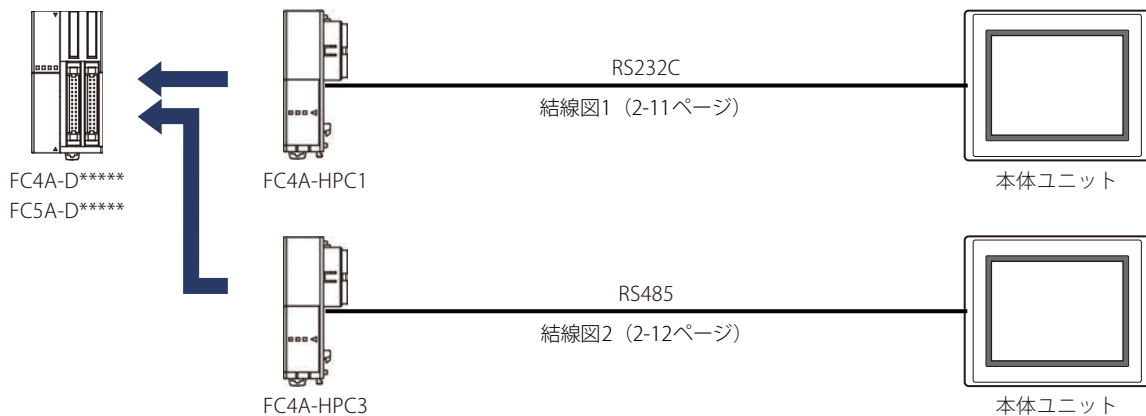 RS232C
結線図1（2-11ページ）
FC4A-D*****
FC5A-D*****
FC4A-HPC1
本体ユニット
RS485
結線図2（2-12ページ）
FC4A-HPC3
本体ユニット